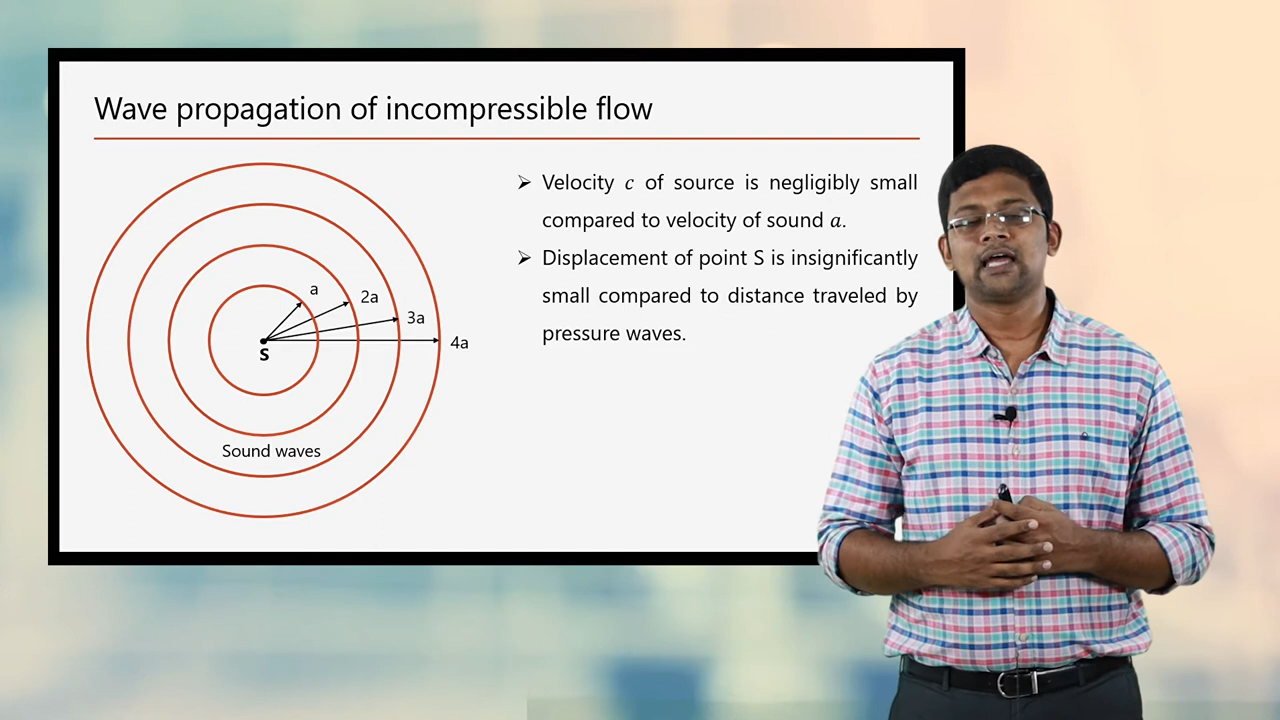 Wave propagation of incompressible flow
➢ Velocity c of source is negligibly small
compared to velocity of sound a.
➢ Displacement of point S is insignificantly
small compared to distance traveled by
pressure waves.
a
2a
3a
4a
S
Sound waves